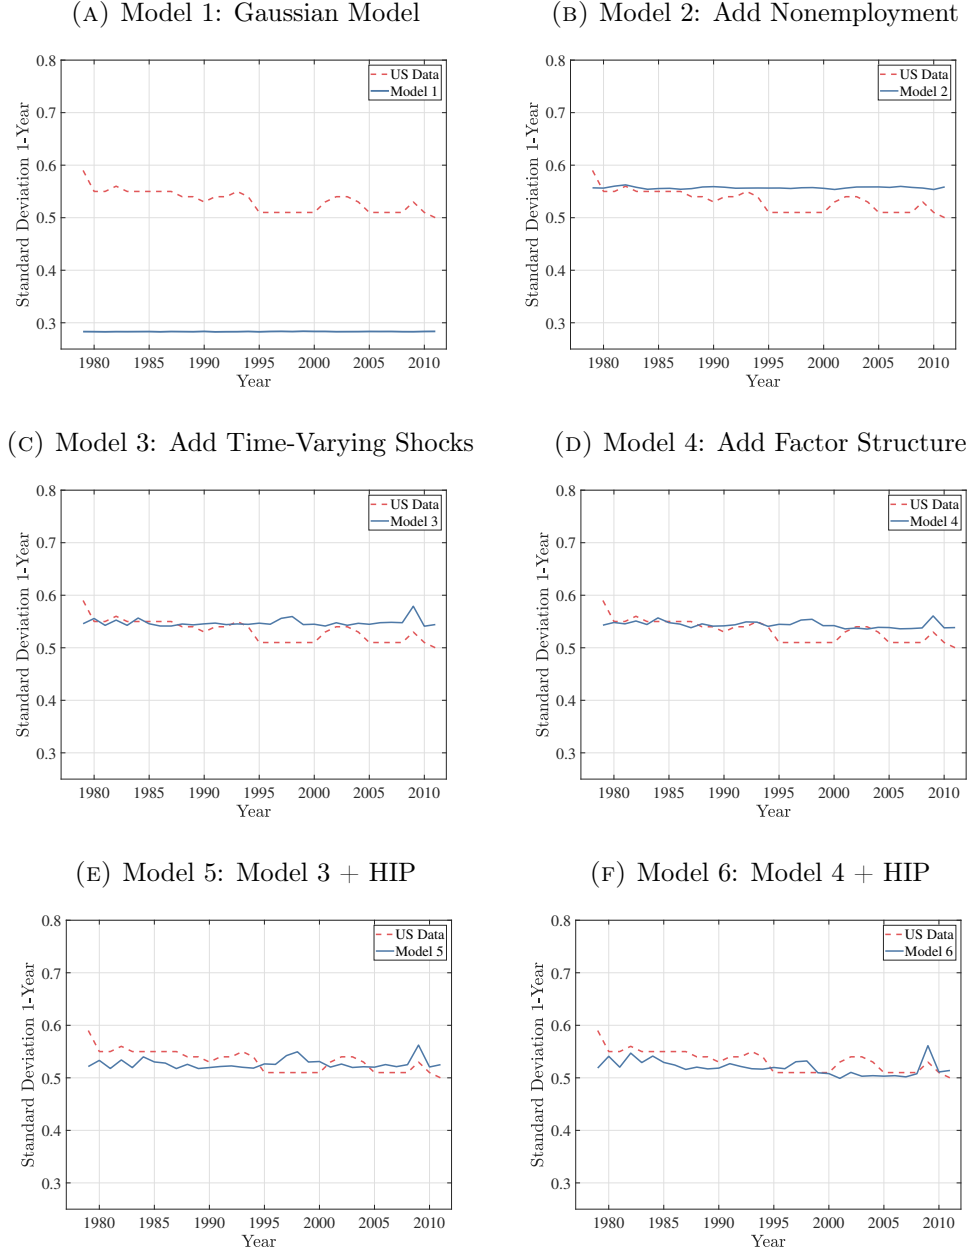 (A) Model 1: Gaussian Model
0.8
0.7
0.6
0.5
0.4
0.3
Standard Deviation 1-Year
US Data
Model 1
1980 1985 1990 1995 2000 2005 2010
Year
(B) Model 2: Add Nonemployment
0.8
0.7
0.6
0.5
0.4
0.3
Standard Deviation 1-Year
US Data
Model 2
1980 1985 1990 1995 2000 2005 2010
Year
(C) Model 3: Add Time-Varying Shocks
0.8
0.7
0.6
0.5
0.4
0.3
Standard Deviation 1-Year
US Data
Model 3
1980 1985 1990 1995 2000 2005 2010
Year
(D) Model 4: Add Factor Structure
0.8
0.7
0.6
0.5
0.4
0.3
Standard Deviation 1-Year
US Data
Model 4
1980 1985 1990 1995 2000 2005 2010
Year
(E) Model 5: Model 3 + HIP
0.8
0.7
0.6
0.5
0.4
0.3
Standard Deviation 1-Year
US Data
Model 5
1980 1985 1990 1995 2000 2005 2010
Year
(F) Model 6: Model 4 + HIP
0.8
0.7
0.6
0.5
0.4
0.3
Standard Deviation 1-Year
US Data
Model 6
1980 1985 1990 1995 2000 2005 2010
Year